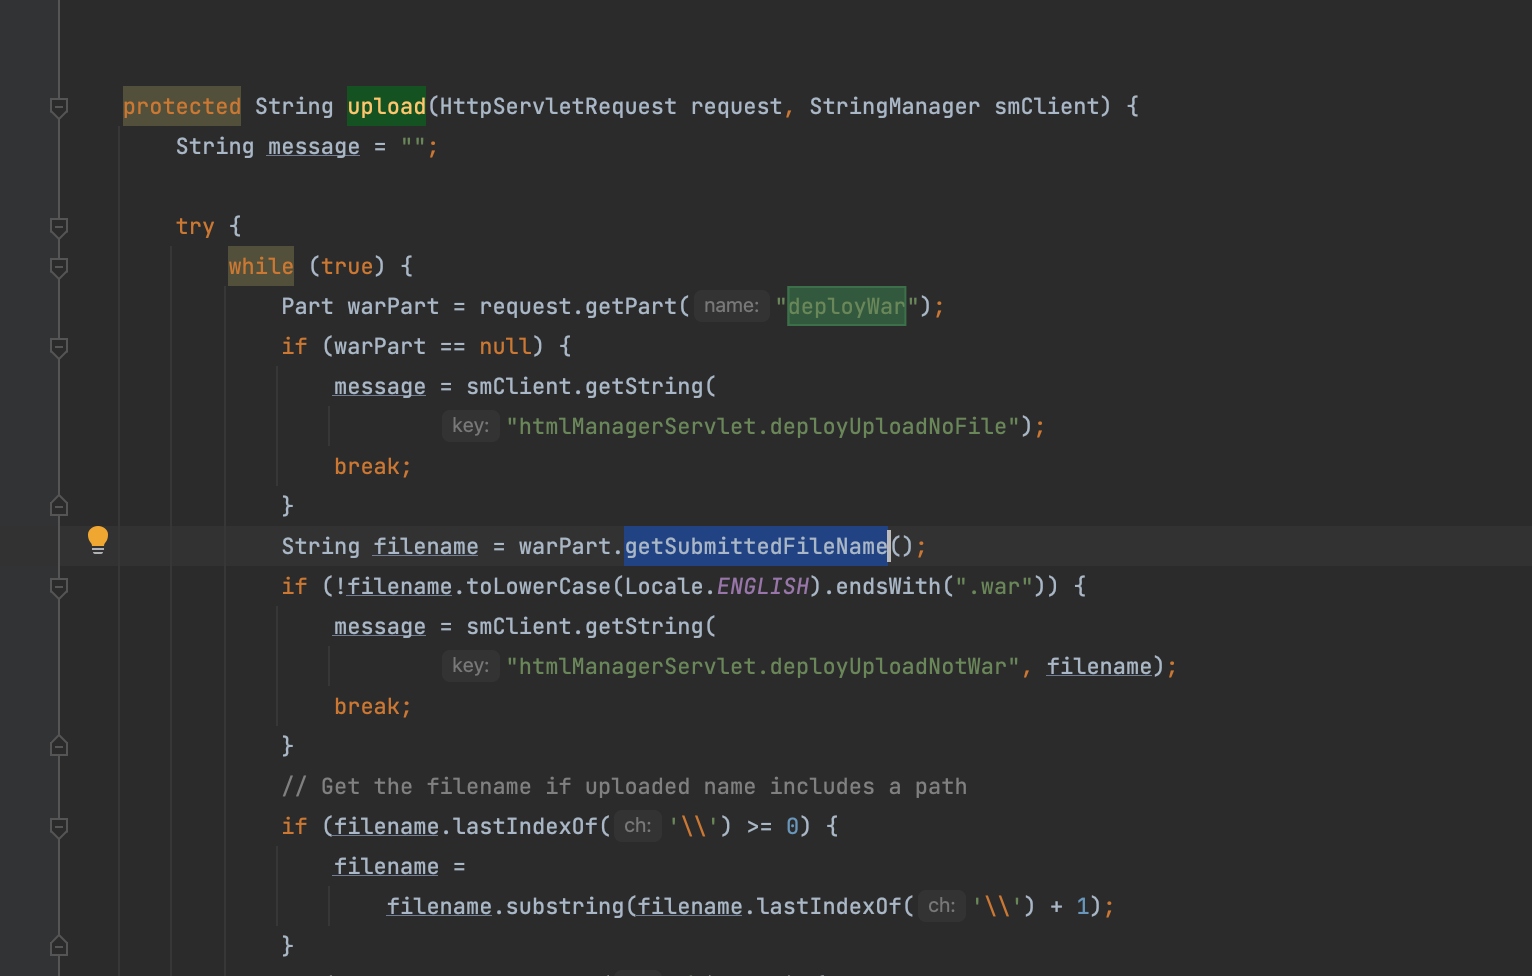 protected String upload(HttpServletRequest request, StringManager smClient) {
String message = "";
try {
while (true) {
Part warPart = request.getPart( name: "deployWar");
if (warPart == null) {
message = smClient.getString(
key: "htmlManagerServlet.deployUploadNoFile");
break;
}
String filename = warPart.getSubmittedFileName();
if (!filename.toLowerCase(Locale.ENGLISH).endsWith(".war")) {
message = smClient.getString(
key: "htmlManagerServlet.deployUploadNotWar", filename);
break;
}
// Get the filename if uploaded name includes a path
if (filename.lastIndexOf( ch: '\\') >= 0) {
filename =
filename.substring(filename.lastIndexOf( ch: '\\') + 1);
}